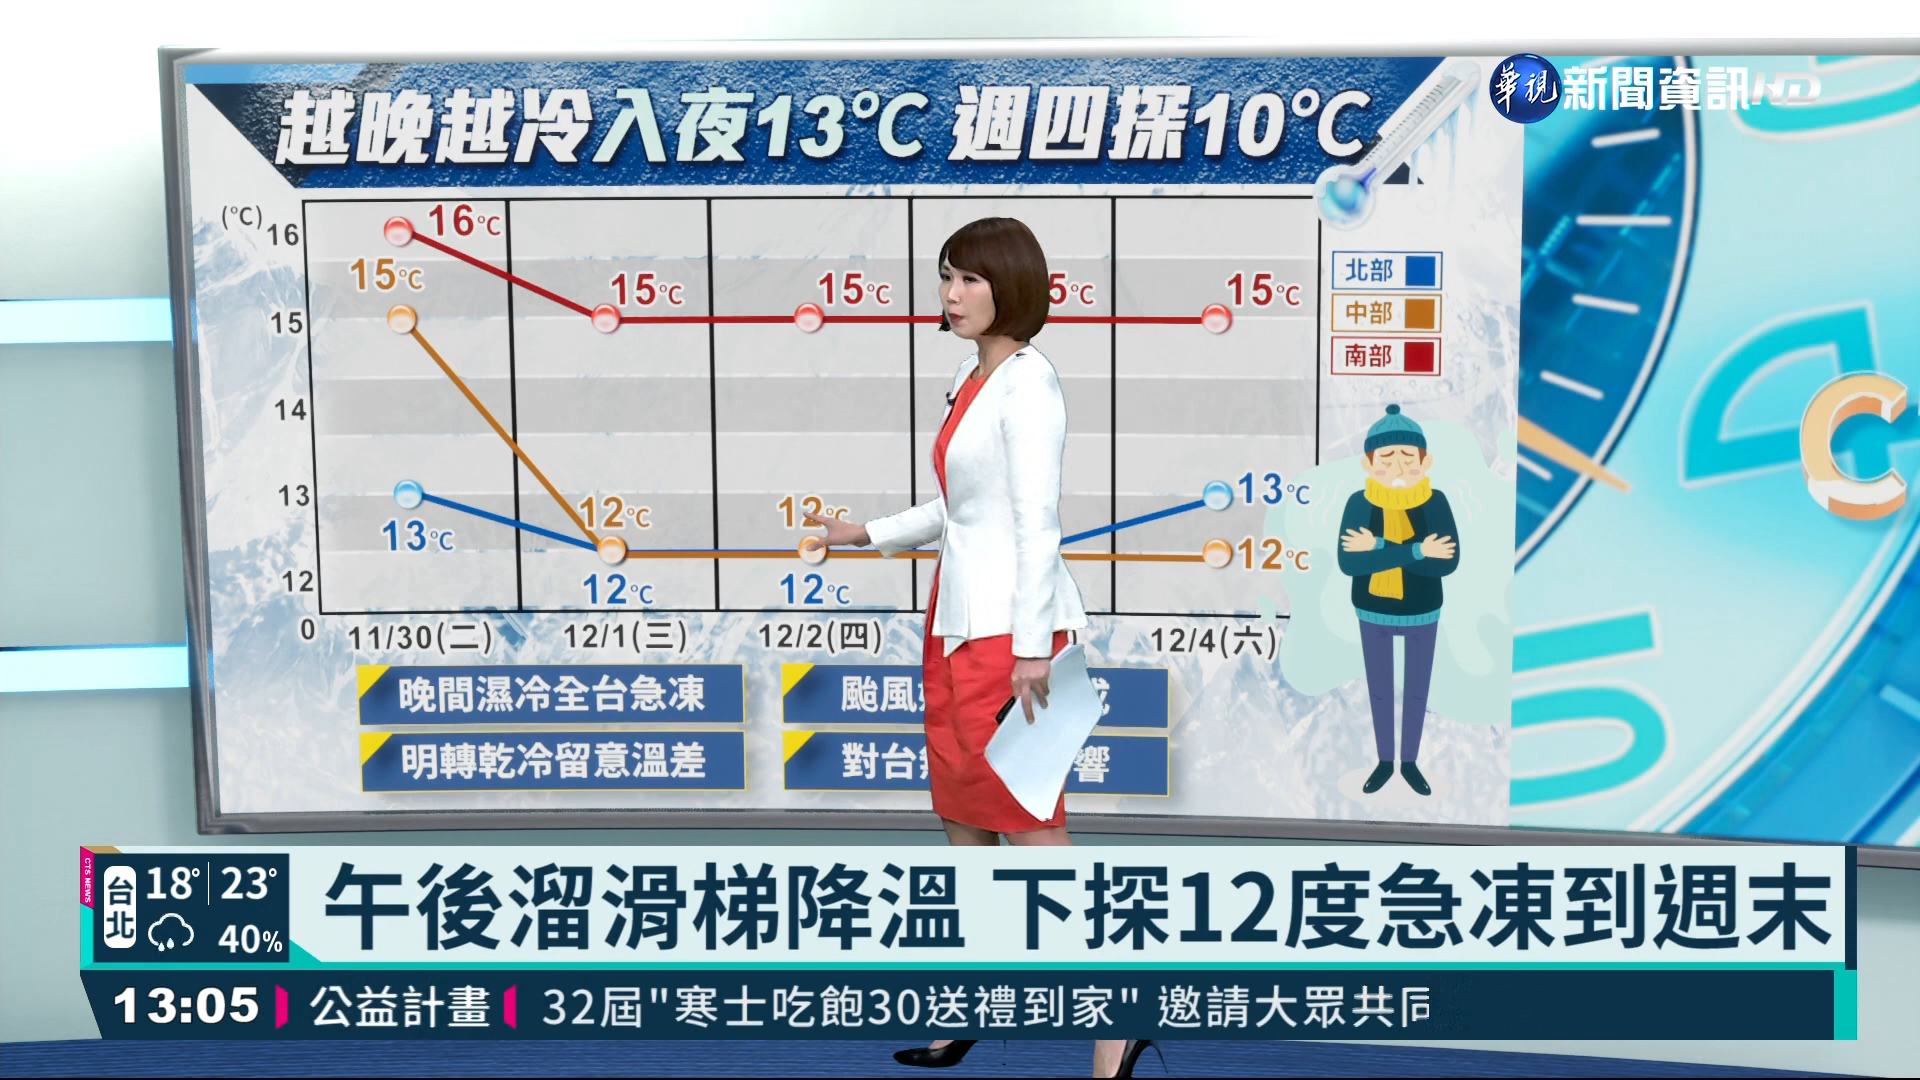 華視 新聞資訊HD
越晚越冷入夜13°C 週四探10°C
(°C)
16
15
14
13
12
0
16°C
15°C
15°C
15°C
5°C
15°C
13°C
12°C
12°C
12°C
12°C
13°C
12°C
北部
中部
南部
11/30(二)
12/1(三)
12/2(四)
12/4(六)
晚間濕冷全台急凍
明轉乾冷留意溫差
颱風
對台
響
C
CTS NEWS
台北
18° 23°
40%
午後溜滑梯降溫 下探12度急凍到週末
13:05 公益計畫 32屆"寒士吃飽30送禮到家" 邀請大眾共同